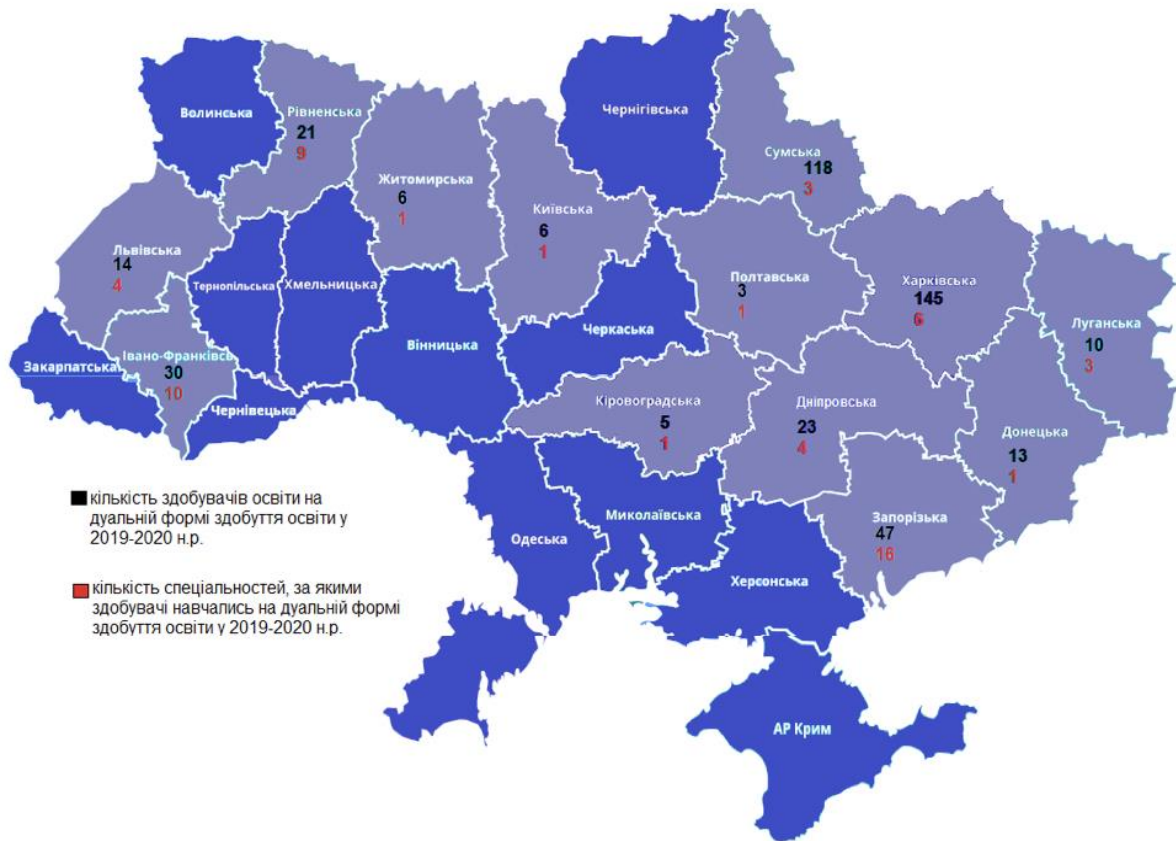 Волинська
Рівненська
21
9
Житомирська
6
1
Київська
6
1
Чернігівська
Сумська
118
3
Львівська
14
4
Тернопільська
Хмельницька
Полтавська
3
1
Харківська
145
6
Луганська
10
3
Закарпатська
Івано-Франківсь
30
10
Чернівецька
Вінницька
Черкаська
Кіровоградська
5
1
Дніпровська
23
4
Донецька
13
1
Запорізька
47
16
Миколаївська
Одеська
Херсонська
АР Крим
кількість здобувачів освіти на
дуальній формі здобуття освіти у
2019-2020 н.р.
кількість спеціальностей, за якими
здобувачі навчались на дуальній формі
здобуття освіти у 2019-2020 н.р.